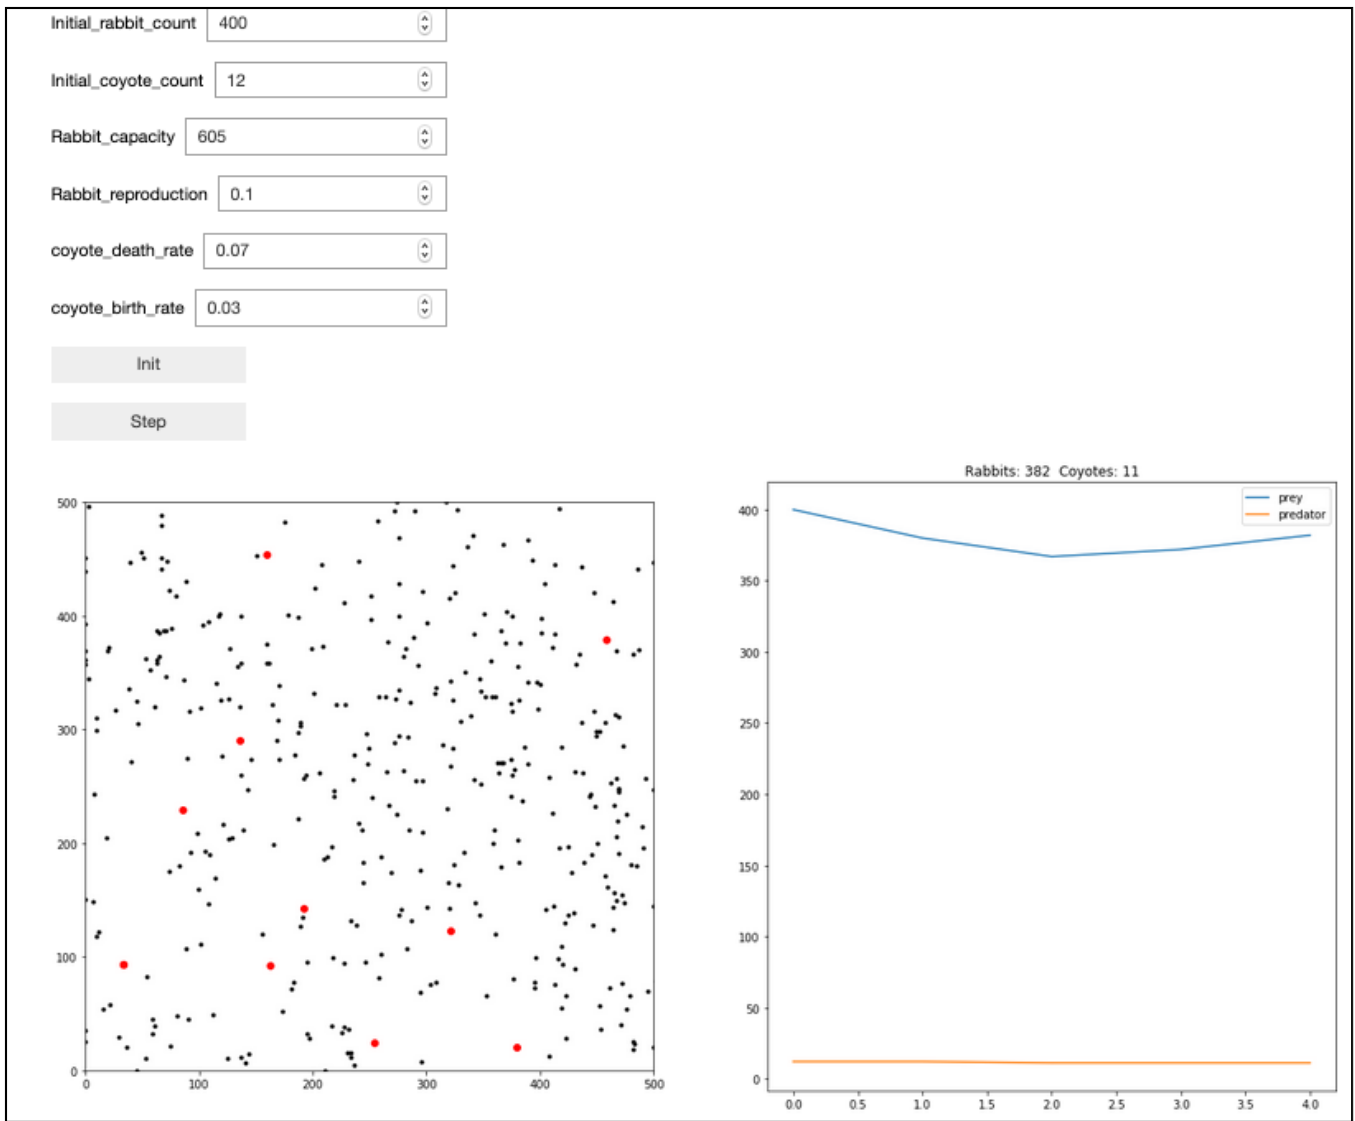 Initial_rabbit_count 400
Initial_coyote_count 12
Rabbit_capacity 605
Rabbit_reproduction 0.1
coyote_death_rate 0.07
coyote_birth_rate 0.03
Init
Step
500
400
300
200
100
0
0 100 200 300 400 500
Rabbits: 382 Coyotes: 11
prey
predator
400
350
300
250
200
150
100
50
0
0.0 0.5 1.0 1.5 2.0 2.5 3.0 3.5 4.0